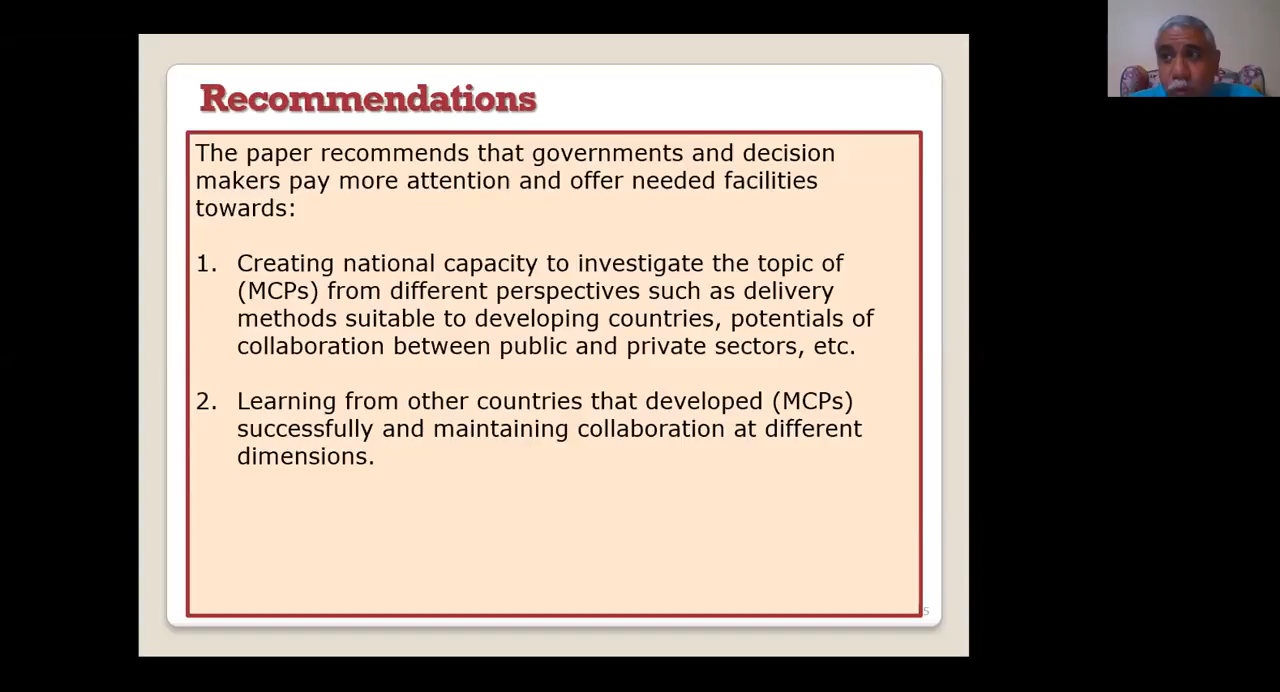 Recommendations
The paper recommends that governments and decision
makers pay more attention and offer needed facilities
towards:
1. Creating national capacity to investigate the topic of
(MCPs) from different perspectives such as delivery
methods suitable to developing countries, potentials of
collaboration between public and private sectors, etc.
2. Learning from other countries that developed (MCPs)
successfully and maintaining collaboration at different
dimensions.